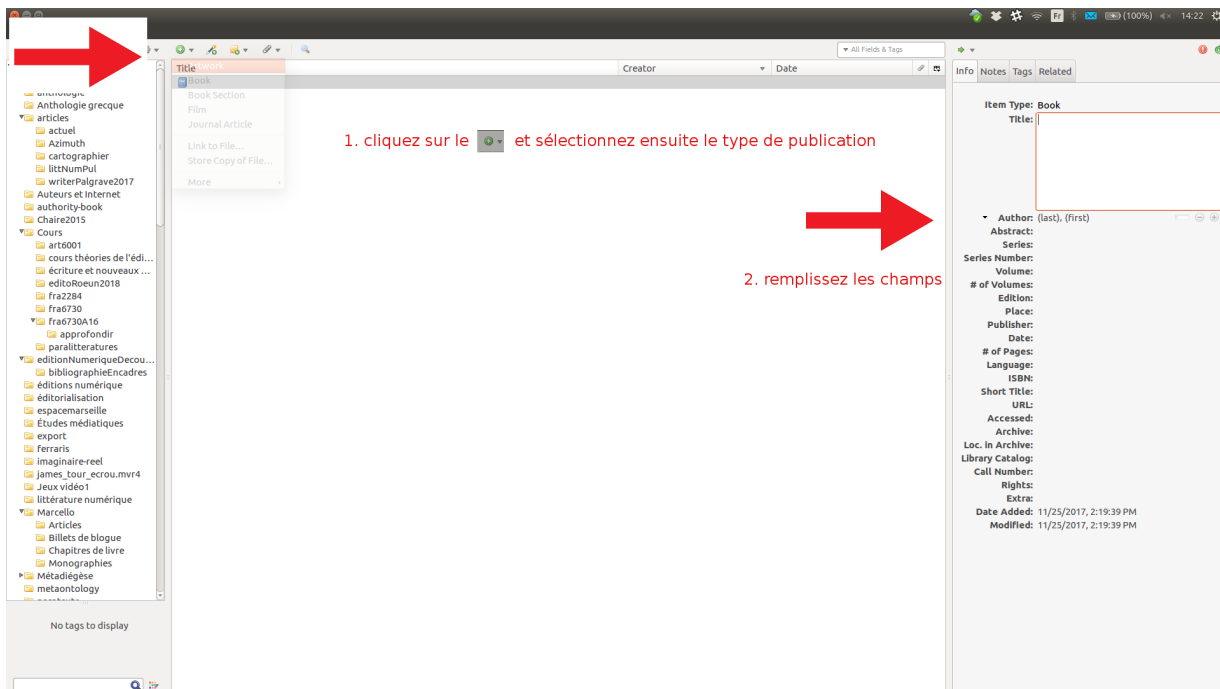 Fr
(100%)
14:22
All Fields & Tags
Title
Creator
Date
Artwork
Book
Book Section
Film
Journal Article
Link to File...
Store Copy of File...
More
1. cliquez sur le et sélectionnez ensuite le type de publication
2. remplissez les champs
anthologie
Anthologie grecque
articles
actuel
Azimuth
cartographier
littNumPul
writerPalgrave2017
Auteurs et Internet
authority-book
Chaire2015
Cours
art6001
cours théories de l'édi...
écriture et nouveaux ...
editoRoeun2018
fra2284
fra6730
fra6730A16
approfondir
paralitteratures
editionNumeriqueDecou...
bibliographieEncadres
éditions numérique
éditorialisation
espacemarseille
Études médiatiques
export
ferraris
imaginaire-reel
james_tour_ecrou.mvr4
Jeux vidéo1
littérature numérique
Marcello
Articles
Billets de blogue
Chapitres de livre
Monographies
Métadiégèse
metaontology
No tags to display
Info Notes Tags Related
Item Type: Book
Title:
Author: (last), (first)
Abstract:
Series:
Series Number:
Volume:
# of Volumes:
Edition:
Place:
Publisher:
Date:
# of Pages:
Language:
ISBN:
Short Title:
URL:
Accessed:
Archive:
Loc. in Archive:
Library Catalog:
Call Number:
Rights:
Extra:
Date Added: 11/25/2017, 2:19:39 PM
Modified: 11/25/2017, 2:19:39 PM